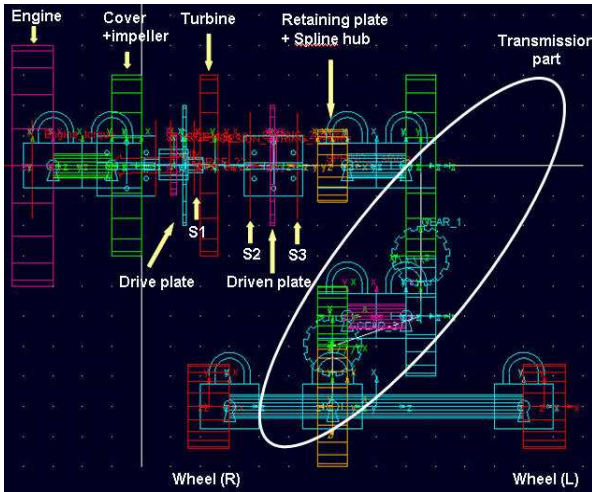 Engine
Cover
+impeller
Turbine
Retaining plate
+ Spline hub
Transmission
part
GEAR_1
S1
S2
S3
Drive plate
Driven plate
Wheel (R)
Wheel (L)